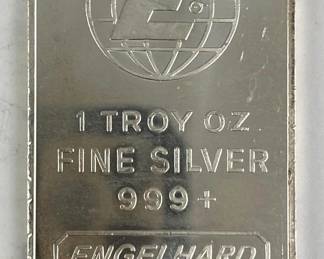 E
1 TROY OZ
FINE SILVER
999+
ENGELHARD